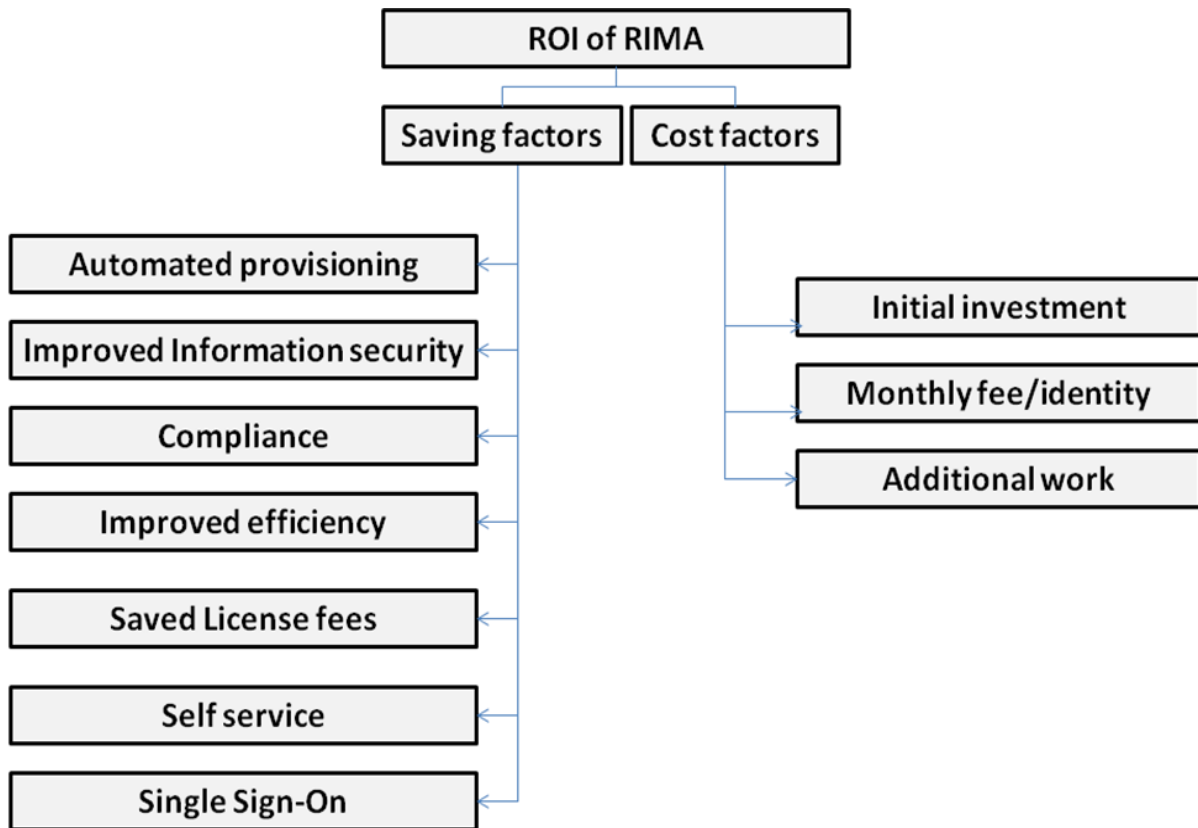 ROI of RIMA
Saving factors
Cost factors
Automated provisioning
Improved Information security
Compliance
Improved efficiency
Saved License fees
Self service
Single Sign-On
Initial investment
Monthly fee/identity
Additional work